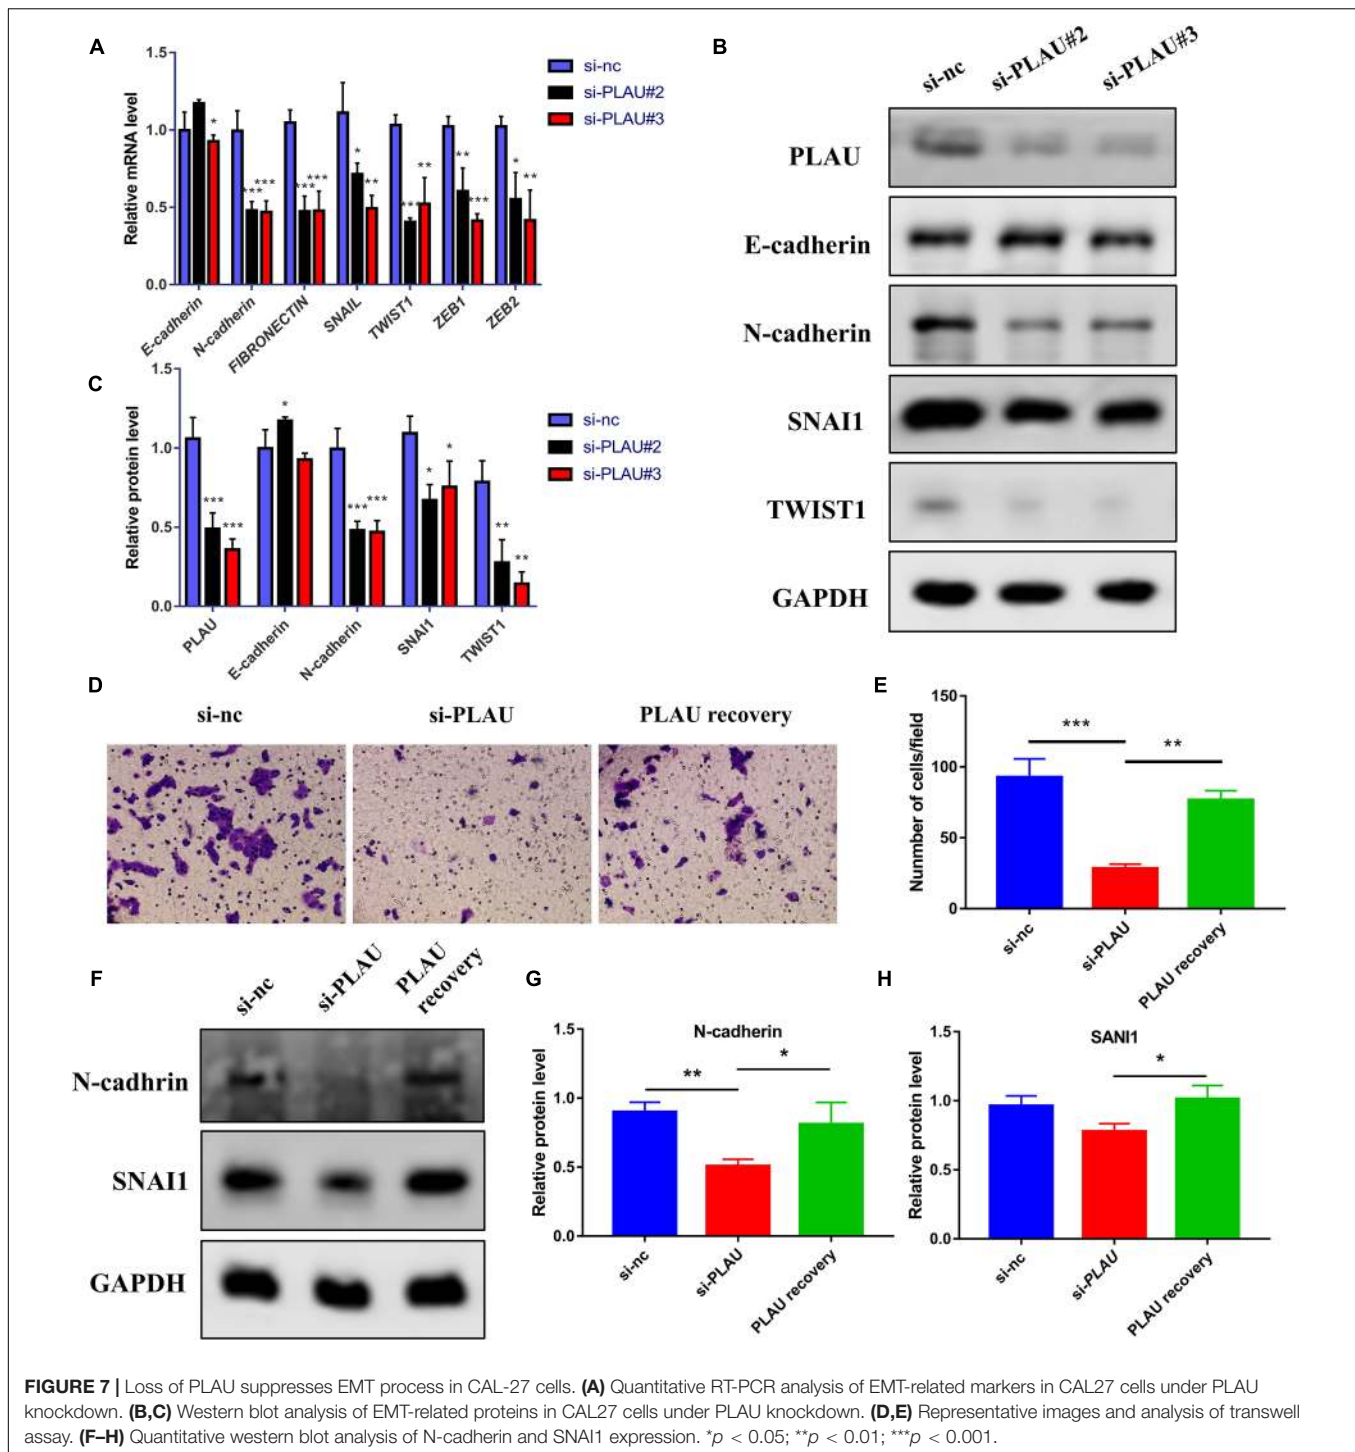 A
1.5
1.0
0.5
0.0
Relative mRNA level
*
***
***
***
***
*
**
***
**
**
***
*
**
E-cadherin
N-cadherin
FIBRONECTIN
SNAIL
TWIST1
ZEB1
ZEB2
si-nc
si-PLAU#2
si-PLAU#3
B
si-nc
si-PLAU#2
si-PLAU#3
PLAU
E-cadherin
N-cadherin
SNAI1
TWIST1
GAPDH
C
1.5
1.0
0.5
0.0
Relative protein level
***
***
*
***
***
*
*
**
**
PLAU
E-cadherin
N-cadherin
SNAI1
TWIST1
si-nc
si-PLAU#2
si-PLAU#3
D
si-nc
si-PLAU
PLAU recovery
E
150
100
50
0
Nunmber of cells/field
***
**
si-nc
si-PLAU
PLAU recovery
F
si-nc
si-PLAU
PLAU
recovery
N-cadhrin
SNAI1
GAPDH
G
N-cadherin
1.5
1.0
0.5
0.0
Relative protein level
**
*
si-nc
si-PLAU
PLAU recovery
H
SANI1
1.5
1.0
0.5
0.0
Relative protein level
*
si-nc
si-PLAU
PLAU recovery
FIGURE 7 | Loss of PLAU suppresses EMT process in CAL-27 cells. (A) Quantitative RT-PCR analysis of EMT-related markers in CAL27 cells under PLAU
knockdown. (B,C) Western blot analysis of EMT-related proteins in CAL27 cells under PLAU knockdown. (D,E) Representative images and analysis of transwell
assay. (F–H) Quantitative western blot analysis of N-cadherin and SNAI1 expression. *p < 0.05; **p < 0.01; ***p < 0.001.